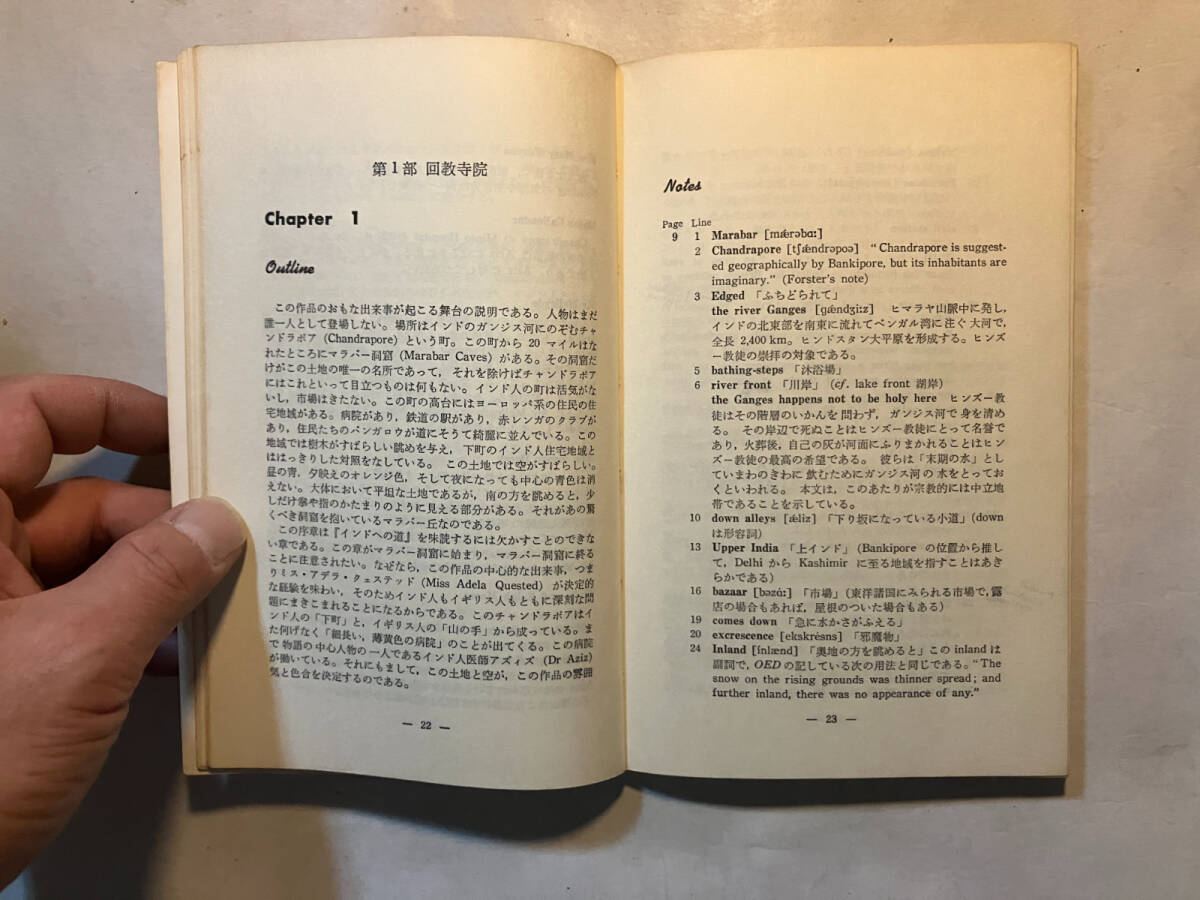 第1部 回教寺院
Chapter 1
Outline
この作品のおもな出来事が起こる舞台の説明である。人物はまだ
誰一人として登場しない。場所はインドのガンジス河にのぞむチャ
ンドラポア (Chandrapore) という町。この町から 20 マイルはな
れたところにマラバー洞窟 (Marabar Caves) がある。その洞窟だ
けがこの土地の唯一の名所であって，それを除けばチャンドラポア
にはこれといって目立つものは何もない。インド人の町は活気がな
いし，市場はきたない。この町の高台にはヨーロッパ系の住民の住
宅地域がある。病院があり，鉄道の駅があり，赤レンガのクラブが
あり，住民たちのバンガロウが道にそうて綺麗に並んでいる。この
地域では樹木がすばらしい眺めを与え，下町のインド人住宅地域と
ははっきりした対照をなしている。この土地では空がすばらしい。
昼の青，夕映えのオレンジ色，そして夜になっても中心の青色は消
えない。大体において平坦な土地であるが，南の方を眺めると，少
しだけ拳や指のかたまりのように見える部分がある。それがあの驚
くべき洞窟を抱いているマラバー丘なのである。
この序章は『インドへの道』を味読するには欠かすことのできな
い章である。この章がマラバー洞窟に始まり，マラバー洞窟に終る
ことに注意されたい。なぜなら，この作品の中心的な出来事，つま
りミス・アデラ・クェステッド (Miss Adela Quested) が決定的
な経験を味わい，そのためインド人もイギリス人もともに深刻な問
題にまきこまれることになるからである。このチャンドラポアはイ
ンド人の「下町」と，イギリス人の「山の手」から成っている。ま
た何げなく「細長い，薄黄色の病院」のことが出てくる。この病院
で物語の中心人物の一人であるインド人医師アズィズ (Dr Aziz)
が働いている。それにもまして，この土地と空が，この作品の雰囲
気と色合を決定するのである。
— 22 —
Notes
Page Line
9 1 Marabar [mǽrəbɑː]
2 Chandrapore [tʃǽndrəpoə] “Chandrapore is suggest-
ed geographically by Bankipore, but its inhabitants are
imaginary.” (Forster's note)
3 Edged 「ふちどられて」
the river Ganges [gǽndʒiːz] ヒマラヤ山脈中に発し，
インドの北東部を南東に流れてベンガル湾に注ぐ大河で，
全長 2,400 km。ヒンドスタン大平原を形成する。ヒンズ
ー教徒の崇拝の対象である。
5 bathing-steps 「沐浴場」
6 river front 「川岸」 (cf. lake front 湖岸)
the Ganges happens not to be holy here ヒンズー教
徒はその階層のいかんを問わず，ガンジス河で身を清め
る。その岸辺で死ぬことはヒンズー教徒にとって名誉で
あり，火葬後，自己の灰が河面にふりまかれることはヒン
ズー教徒の最高の希望である。彼らは「末期の水」とし
ていまわのきわに飲むためにガンジス河の水をとってお
くといわれる。本文は，このあたりが宗教的には中立地
帯であることを示している。
10 down alleys [ǽliz] 「下り坂になっている小道」(down
は形容詞)
13 Upper India 「上インド」(Bankipore の位置から推し
て，Delhi から Kashimir に至る地域を指すことはあき
らかである)
16 bazaar [bəzɑ́ː] 「市場」(東洋諸国にみられる市場で，露
店の場合もあれば，屋根のついた場合もある)
19 comes down 「急に水かさがふえる」
20 excrescence [ekskrésns] 「邪魔物」
24 Inland [ínlænd] 「奥地の方を眺めると」この inland は
副詞で，OED の記している次の用法と同じである。“The
snow on the rising grounds was thinner spread; and
further inland, there was no appearance of any.”
— 23 —